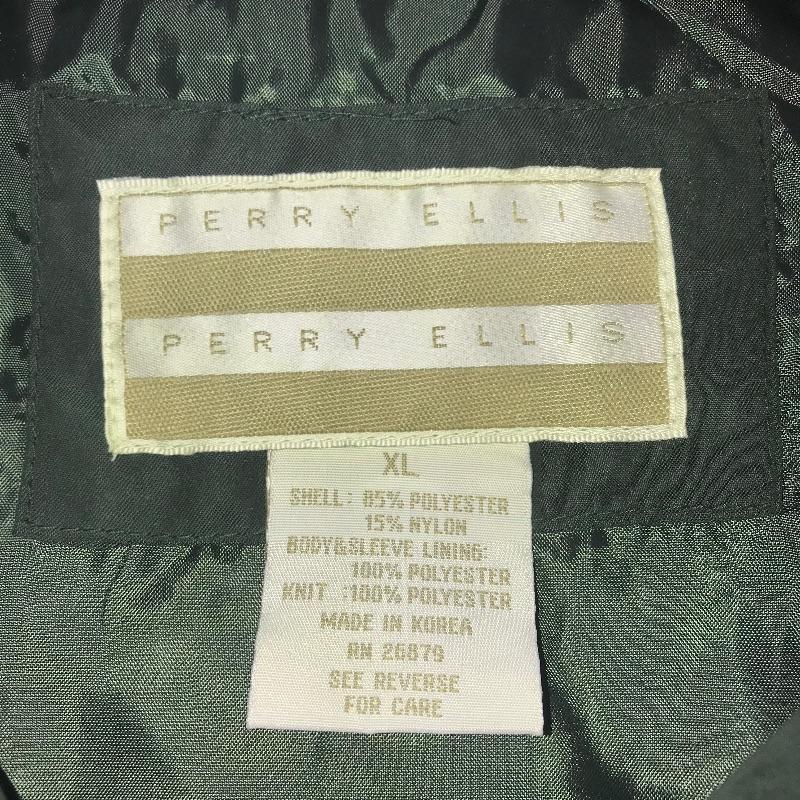 PERRY ELLIS
PERRY ELLIS
XL
SHELL: 85% POLYESTER
15% NYLON
BODY&SLEEVE LINING:
100% POLYESTER
KNIT :100% POLYESTER
MADE IN KOREA
RN 26879
SEE REVERSE
FOR CARE